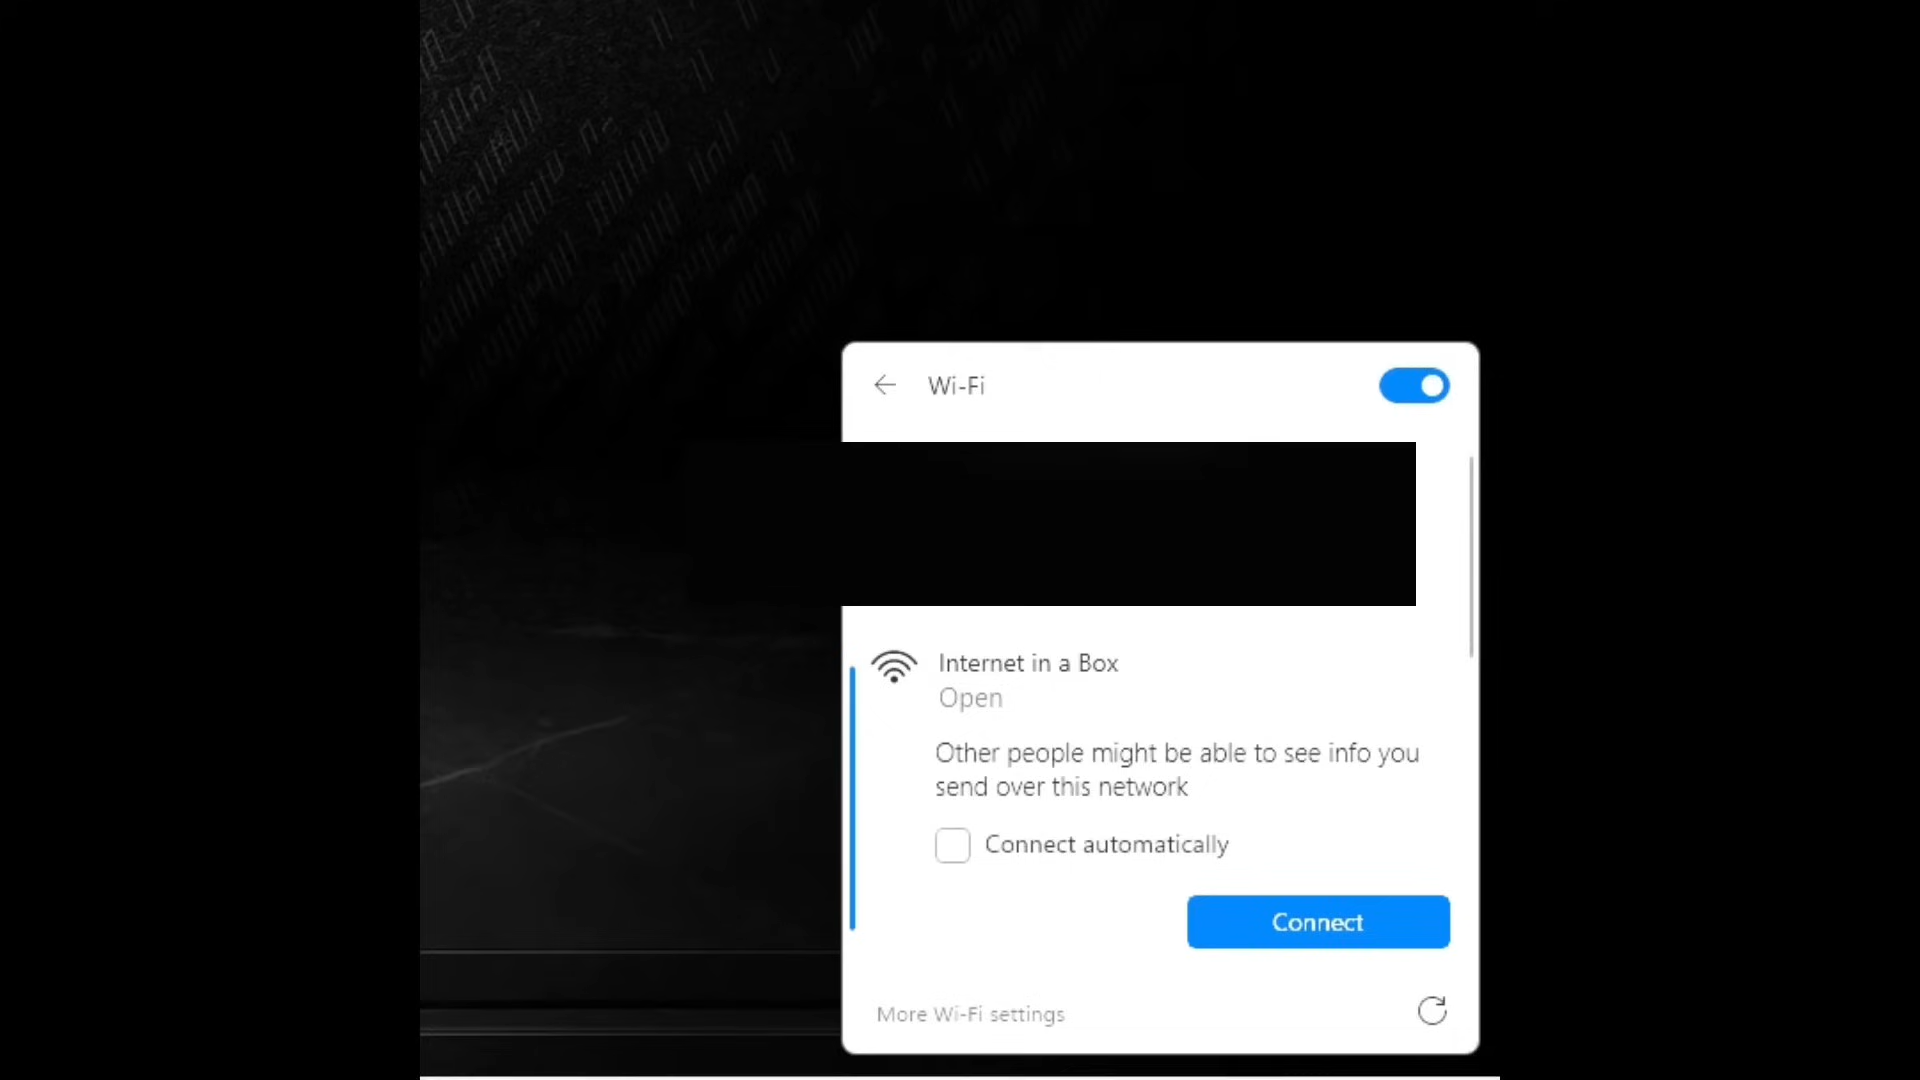 Wi-Fi
Internet in a Box
Open
Other people might be able to see info you
send over this network
Connect automatically
Connect
More Wi-Fi settings